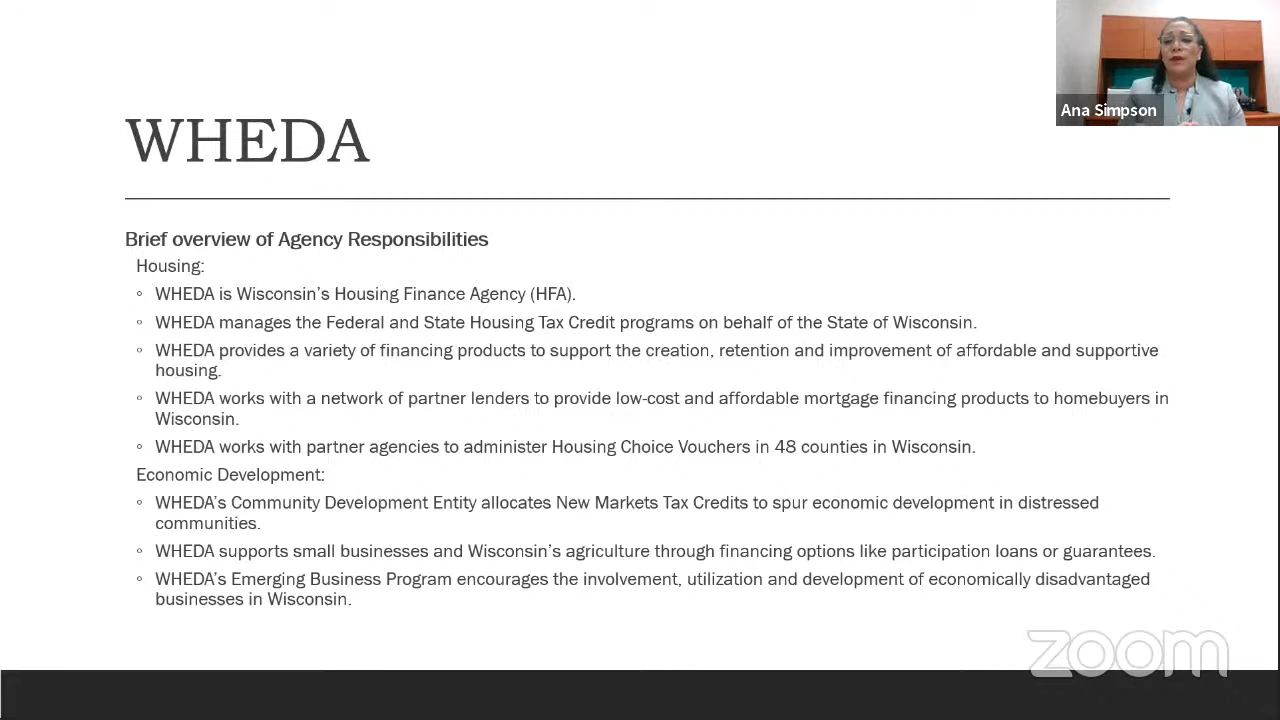 Ana Simpson
WHEDA
Brief overview of Agency Responsibilities
Housing:
◦ WHEDA is Wisconsin’s Housing Finance Agency (HFA).
◦ WHEDA manages the Federal and State Housing Tax Credit programs on behalf of the State of Wisconsin.
◦ WHEDA provides a variety of financing products to support the creation, retention and improvement of affordable and supportive
housing.
◦ WHEDA works with a network of partner lenders to provide low-cost and affordable mortgage financing products to homebuyers in
Wisconsin.
◦ WHEDA works with partner agencies to administer Housing Choice Vouchers in 48 counties in Wisconsin.
Economic Development:
◦ WHEDA’s Community Development Entity allocates New Markets Tax Credits to spur economic development in distressed
communities.
◦ WHEDA supports small businesses and Wisconsin’s agriculture through financing options like participation loans or guarantees.
◦ WHEDA’s Emerging Business Program encourages the involvement, utilization and development of economically disadvantaged
businesses in Wisconsin.
zoom